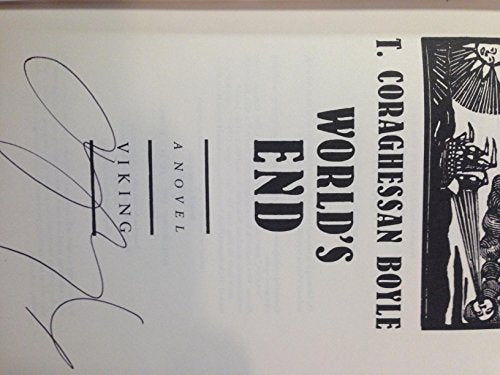 T. CORAGHESSAN BOYLE
WORLD'S
END
A NOVEL
VIKING